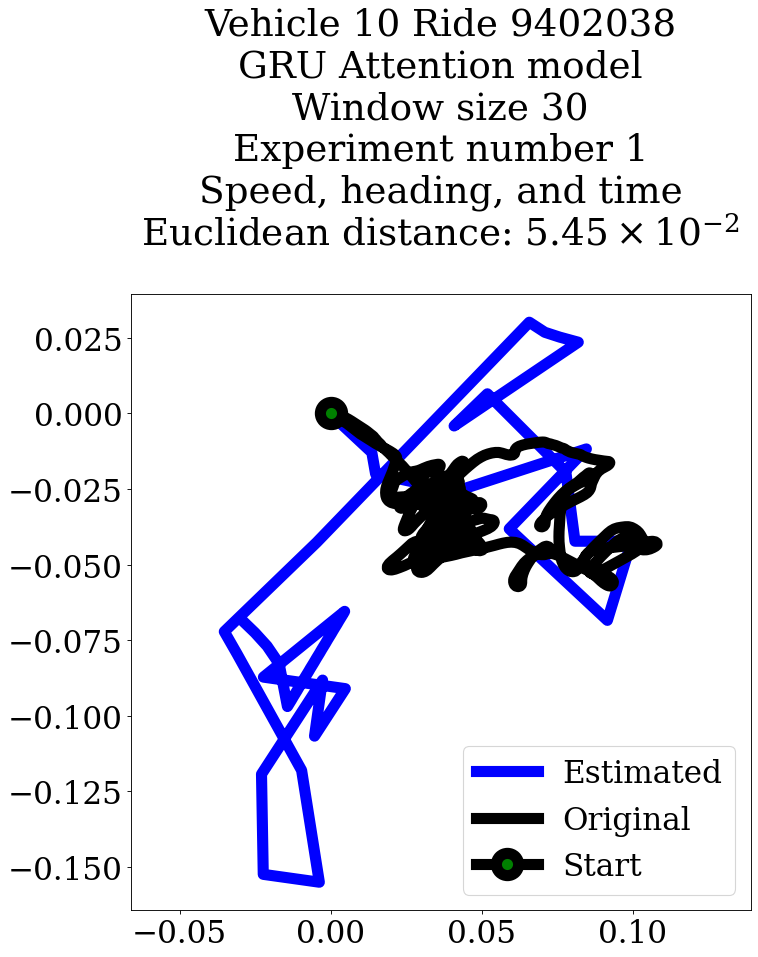 Vehicle 10 Ride 9402038
GRU Attention model
Window size 30
Experiment number 1
Speed, heading, and time
Euclidean distance: 5.45 × 10⁻²
0.025
0.000
−0.025
−0.050
−0.075
−0.100
−0.125
−0.150
Estimated
Original
Start
−0.05 0.00 0.05 0.10